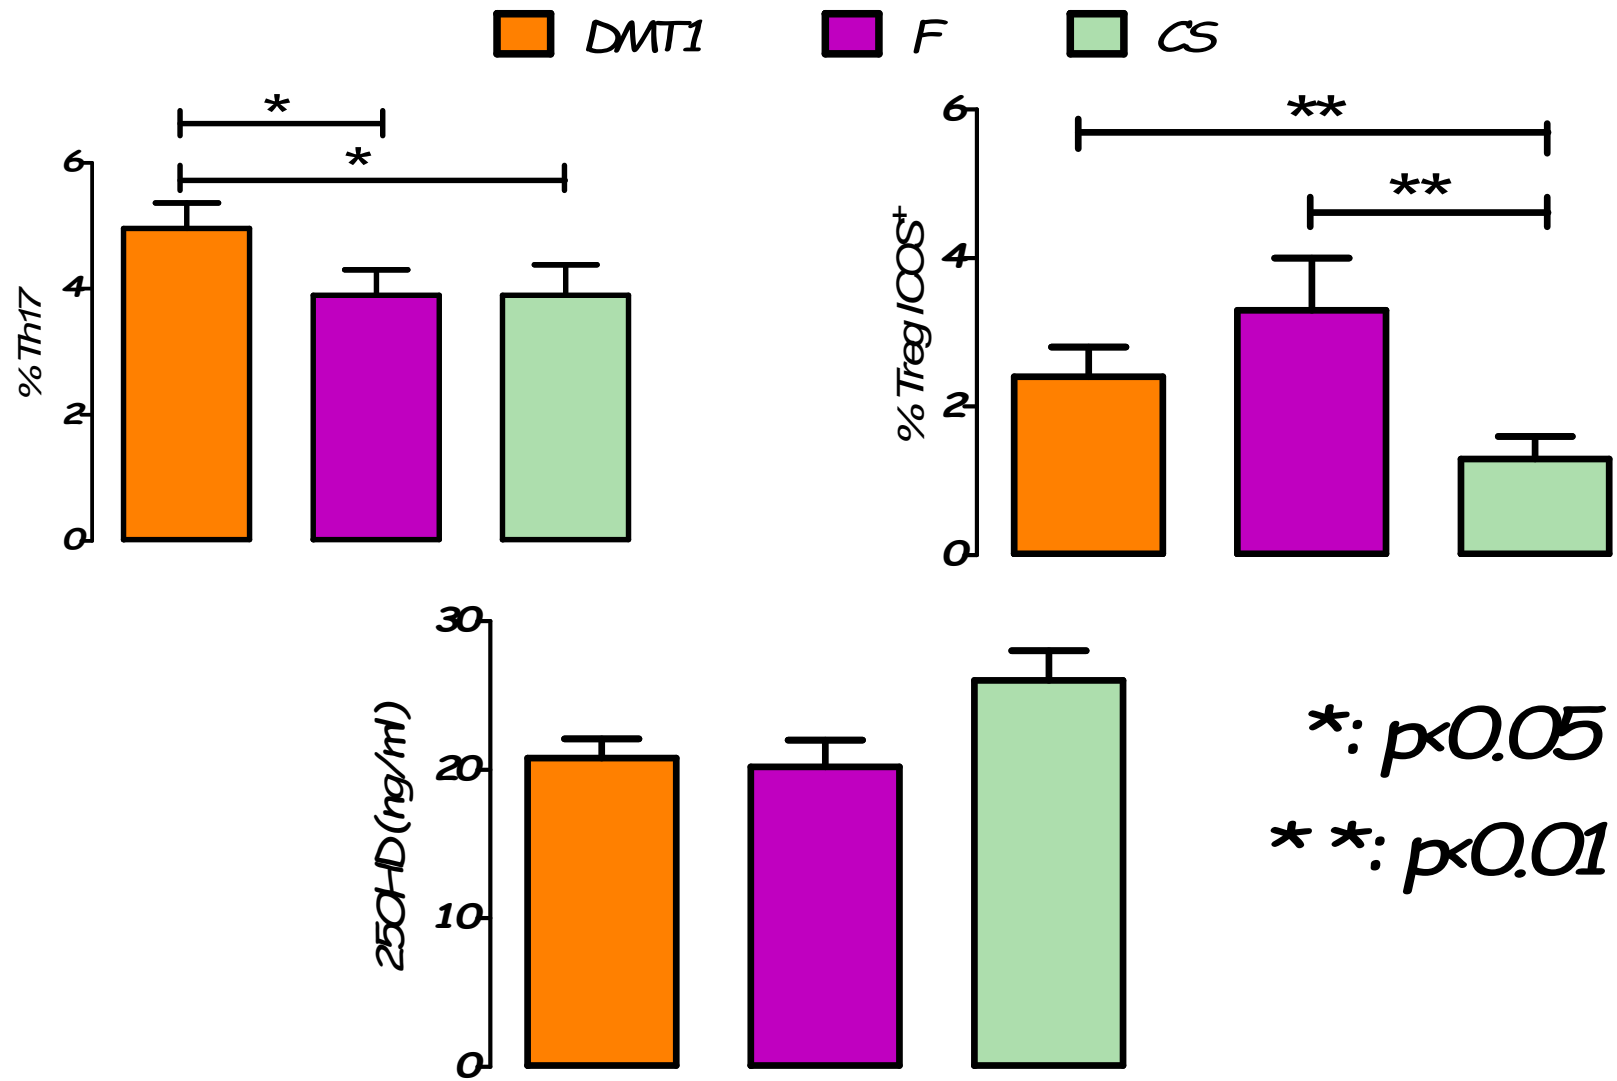 DMT1 F CS
*
*
6
4
2
0
% Th17
**
**
6
4
2
0
% Treg ICOS+
30
20
10
0
25OHD (ng/ml)
*: p<0.05
**: p<0.01